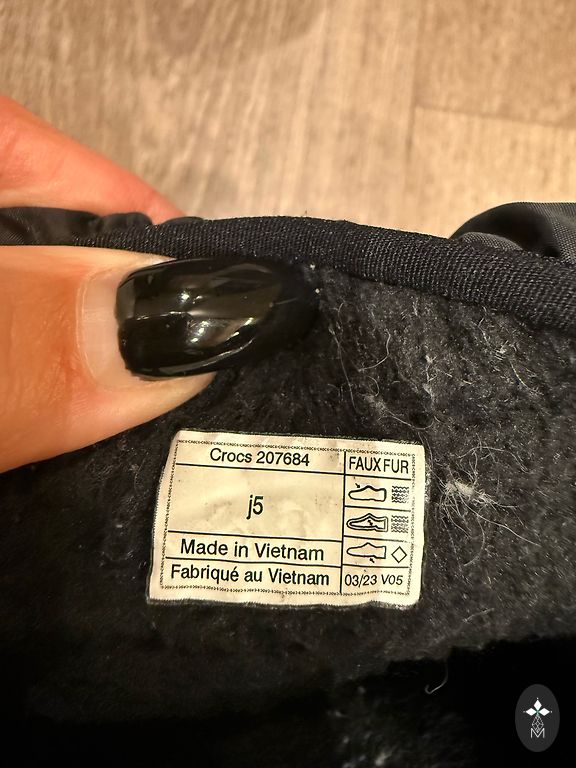 Crocs 207684
FAUX FUR
j5
Made in Vietnam
Fabriqué au Vietnam
03/23 V05
M